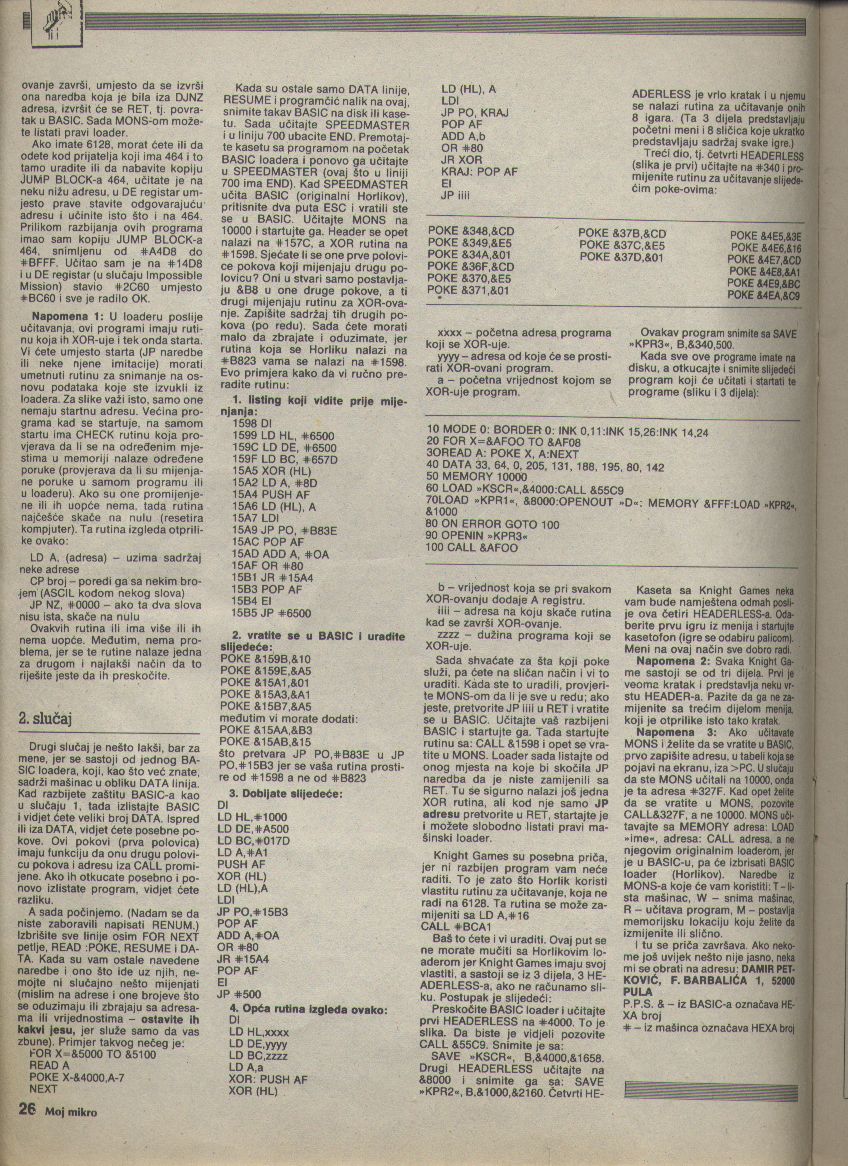 ovanje završi, umjesto da se izvrši
ona naredba koja je bila iza DJNZ
adresa, izvršit će se RET, tj. povra-
tak u BASIC. Sada MONS-om može-
te listati pravi loader.
Ako imate 6128, morat ćete ili da
odete kod prijatelja koji ima 464 i to
tamo uradite ili da nabavite kopiju
JUMP BLOCK-a 464, učitate je na
neku nižu adresu, u DE registar um-
jesto prave stavite odgovarajuću
adresu i učinite isto što i na 464.
Prilikom razbijanja ovih programa
imao sam kopiju JUMP BLOCK-a
464, snimljenu od #A4D8 do
#BFFF. Učitao sam je na #14D8
i u DE registar (u slučaju Impossible
Mission) stavio #2C60 umjesto
#BC60 i sve je radilo OK.
Napomena 1: U loaderu poslije
učitavanja, ovi programi imaju ruti-
nu koja ih XOR-uje i tek onda starta.
Vi ćete umjesto starta (JP naredbe
ili neke njene imitacije) morati
umetnuti rutinu za snimanje na os-
novu podataka koje ste izvukli iz
loadera. Za slike važi isto, samo one
nemaju startnu adresu. Većina pro-
grama kad se startuje, na samom
startu ima CHECK rutinu koja pro-
vjerava da li se na određenim mje-
stima u memoriji nalaze određene
poruke (provjerava da li su mijenja-
ne poruke u samom programu ili
u loaderu). Ako su one promijenje-
ne ili ih uopće nema, tada rutina
najčešće skače na nulu (resetira
kompjuter). Ta rutina izgleda otprili-
ke ovako:
LD A, (adresa) – uzima sadržaj
neke adrese
CP broj – poredi ga sa nekim bro-
jem (ASCIL kodom nekog slova)
JP NZ, #0000 – ako ta dva slova
nisu ista, skače na nulu
Ovakvih rutina ima više ili ih
nema uopće. Međutim, nema pro-
blema, jer se te rutine nalaze jedna
za drugom i najlakši način da to
riješite jeste da ih preskočite.
2. slučaj
Drugi slučaj je nešto lakši, bar za
mene, jer se sastoji od jednog BA-
SIC loadera, koji, kao što već znate,
sadrži mašinac u obliku DATA linija.
Kad razbijete zaštitu BASIC-a kao
u slučaju 1, tada izlistajte BASIC
i vidjet ćete veliki broj DATA. Ispred
ili iza DATA, vidjet ćete posebne po-
kove. Ovi pokovi (prva polovica)
imaju funkciju da onu drugu polovi-
cu pokova i adresu iza CALL promi-
jene. Ako ih otkucate posebno i po-
novo izlistate program, vidjet ćete
razliku.
A sada počinjemo. (Nadam se da
niste zaboravili napisati RENUM.)
Izbrišite sve linije osim FOR NEXT
petlje, READ :POKE, RESUME i DA-
TA. Kada su vam ostale navedene
naredbe i ono što ide uz njih, ne-
mojte ni slučajno nešto mijenjati
(mislim na adrese i one brojeve što
se oduzimaju ili zbrajaju sa adresa-
ma ili vrijednostima – ostavite ih
kakvi jesu, jer služe samo da vas
zbune). Primjer takvog nečeg je:
FOR X=&5000 TO &5100
READ A
POKE X-&4000,A-7
NEXT
26 Moj mikro
Kada su ostale samo DATA linije,
RESUME i programčić nalik na ovaj,
snimite takav BASIC na disk ili kase-
tu. Sada učitajte SPEEDMASTER
i u liniju 700 ubacite END. Premotaj-
te kasetu sa programom na početak
BASIC loadera i ponovo ga učitajte
u SPEEDMASTER (ovaj što u liniji
700 ima END). Kad SPEEDMASTER
učita BASIC (originalni Horlikov),
pritisnite dva puta ESC i vratili ste
se u BASIC. Učitajte MONS na
10000 i startujte ga. Header se opet
nalazi na #157C, a XOR rutina na
#1598. Sjećate li se one prve polovi-
ce pokova koji mijenjaju drugu po-
lovicu? Oni u stvari samo postavlja-
ju &B8 u one druge pokove, a ti
drugi mijenjaju rutinu za XOR-ova-
nje. Zapišite sadržaj tih drugih po-
kova (po redu). Sada ćete morati
malo da zbrajate i oduzimate, jer
rutina koja se Horliku nalazi na
#B823 vama se nalazi na #1598.
Evo primjera kako da vi ručno pre-
radite rutinu:
1. listing koji vidite prije mije-
njanja:
1598 DI
1599 LD HL, #6500
159C LD DE, #6500
159F LD BC, #657D
15A5 XOR (HL)
15A2 LD A, #8D
15A4 PUSH AF
15A6 LD (HL), A
15A7 LDI
15A9 JP PO, #B83E
15AC POP AF
15AD ADD A, #OA
15AF OR #80
15B1 JR #15A4
15B3 POP AF
15B4 EI
15B5 JP #6500
2. vratite se u BASIC i uradite
slijedeće:
POKE &159B,&10
POKE &159E,&A5
POKE &15A1,&01
POKE &15A3,&A1
POKE &15B7,&A5
međutim vi morate dodati:
POKE &15AA,&B3
POKE &15AB,&15
što pretvara JP PO,#B83E u JP
PO,#15B3 jer se vaša rutina prosti-
re od #1598 a ne od #B823
3. Dobijate slijedeće:
DI
LD HL,#1000
LD DE,#A500
LD BC,#017D
LD A,#A1
PUSH AF
XOR (HL)
LD (HL),A
LDI
JP PO,#15B3
POP AF
ADD A,#OA
OR #80
JR #15A4
POP AF
EI
JP #500
4. Opća rutina izgleda ovako:
DI
LD HL,xxxx
LD DE,yyyy
LD BC,zzzz
LD A,a
XOR: PUSH AF
XOR (HL)
LD (HL), A
LDI
JP PO, KRAJ
POP AF
ADD A,b
OR #80
JR XOR
KRAJ: POP AF
EI
JP iiii
ADERLESS je vrlo kratak i u njemu
se nalazi rutina za učitavanje onih
8 igara. (Ta 3 dijela predstavljaju
početni meni i 8 sličica koje ukratko
predstavljaju sadržaj svake igre.)
Treći dio, tj. četvrti HEADERLESS
(slika je prvi) učitajte na #340 i pro-
mijenite rutinu za učitavanje slijede-
ćim poke-ovima:
POKE &348,&CD
POKE &349,&E5
POKE &34A,&01
POKE &36F,&CD
POKE &370,&E5
POKE &371,&01
POKE &37B,&CD
POKE &37C,&E5
POKE &37D,&01
POKE &4E5,&3E
POKE &4E6,&16
POKE &4E7,&CD
POKE &4E8,&A1
POKE &4E9,&BC
POKE &4EA,&C9
xxxx – početna adresa programa
koji se XOR-uje.
yyyy – adresa od koje će se prosti-
rati XOR-ovani program.
a – početna vrijednost kojom se
XOR-uje program.
Ovakav program snimite sa SAVE
»KPR3«, B,&340,500.
Kada sve ove programe imate na
disku, a otkucajte i snimite slijedeći
program koji će učitati i startati te
programe (sliku i 3 dijela):
10 MODE 0: BORDER 0: INK 0,11:INK 15,26:INK 14,24
20 FOR X=&AFOO TO &AF08
30READ A: POKE X, A:NEXT
40 DATA 33, 64, 0, 205, 131, 188, 195, 80, 142
50 MEMORY 10000
60 LOAD »KSCR«,&4000:CALL &55C9
70LOAD »KPR1«, &8000:OPENOUT »D«: MEMORY &FFF:LOAD »KPR2«,
&1000
80 ON ERROR GOTO 100
90 OPENIN »KPR3«
100 CALL &AFOO
b – vrijednost koja se pri svakom
XOR-ovanju dodaje A registru.
iiii – adresa na koju skače rutina
kad se završi XOR-ovanje.
zzzz – dužina programa koji se
XOR-uje.
Sada shvaćate za šta koji poke
služi, pa ćete na sličan način i vi to
uraditi. Kada ste to uradili, provjeri-
te MONS-om da li je sve u redu; ako
jeste, pretvorite JP iiii u RET i vratite
se u BASIC. Učitajte vaš razbijeni
BASIC i startujte ga. Tada startujte
rutinu sa: CALL &1598 i opet se vra-
tite u MONS. Loader sada listajte od
onog mjesta na koje bi skočila JP
naredba da je niste zamijenili sa
RET. Tu se sigurno nalazi još jedna
XOR rutina, ali kod nje samo JP
adresu pretvorite u RET, startajte je
i možete slobodno listati pravi ma-
šinski loader.
Knight Games su posebna priča,
jer ni razbijen program vam neće
raditi. To je zato što Horlik koristi
vlastitu rutinu za učitavanje, koja ne
radi na 6128. Ta rutina se može za-
mijeniti sa LD A,#16
CALL #BCA1
Baš to ćete i vi uraditi. Ovaj put se
ne morate mučiti sa Horlikovim lo-
aderom jer Knight Games imaju svoj
vlastiti, a sastoji se iz 3 dijela, 3 HE-
ADERLESS-a, ako ne računamo sli-
ku. Postupak je slijedeći:
Preskočite BASIC loader i učitajte
prvi HEADERLESS na #4000. To je
slika. Da biste je vidjeli pozovite
CALL &55C9. Snimite je sa:
SAVE »KSCR«, B,&4000,&1658.
Drugi HEADERLESS učitajte na
&8000 i snimite ga sa: SAVE
»KPR2«, B,&1000,&2160. Četvrti HE-
Kaseta sa Knight Games neka
vam bude namještena odmah posli-
je ova četiri HEADERLESS-a. Oda-
berite prvu igru iz menija i startujte
kasetofon (igre se odabiru palicom).
Meni na ovaj način sve dobro radi.
Napomena 2: Svaka Knight Ga-
me sastoji se od tri dijela. Prvi je
veoma kratak i predstavlja neku vr-
stu HEADER-a. Pazite da ga ne za-
mijenite sa trećim dijelom menija,
koji je otprilike isto tako kratak.
Napomena 3: Ako učitavate
MONS i želite da se vratite u BASIC,
prvo zapišite adresu, u tabeli koja se
pojavi na ekranu, iza >PC. U slučaju
da ste MONS učitali na 10000, onda
je ta adresa #327F. Kad opet želite
da se vratite u MONS, pozovite
CALL&327F, a ne 10000. MONS uči-
tavajte sa MEMORY adresa: LOAD
»ime«, adresa: CALL adresa, a ne
njegovim originalnim loaderom, jer
je u BASIC-u, pa će izbrisati BASIC
loader (Horlikov). Naredbe iz
MONS-a koje će vam koristiti: T – li-
sta mašinac, W – snima mašinac,
R – učitava program, M – postavlja
memorijsku lokaciju koju želite da
izmijenite ili slično.
I tu se priča završava. Ako neko-
me još uvijek nešto nije jasno, neka
mi se obrati na adresu: DAMIR PET-
KOVIĆ, F. BARBALIĆA 1, 52000
PULA
P.P.S. & – iz BASIC-a označava HE-
XA broj
# – iz mašinca označava HEXA broj